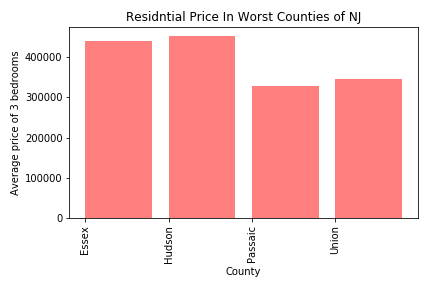 Residntial Price In Worst Counties of NJ
Average price of 3 bedrooms
400000
300000
200000
100000
0
Essex
Hudson
Passaic
Union
County